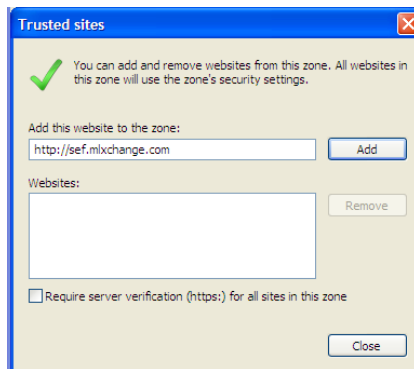 Trusted sites
You can add and remove websites from this zone. All websites in
this zone will use the zone's security settings.
Add this website to the zone:
http://sef.mlxchange.com
Add
Websites:
Remove
Require server verification (https:) for all sites in this zone
Close